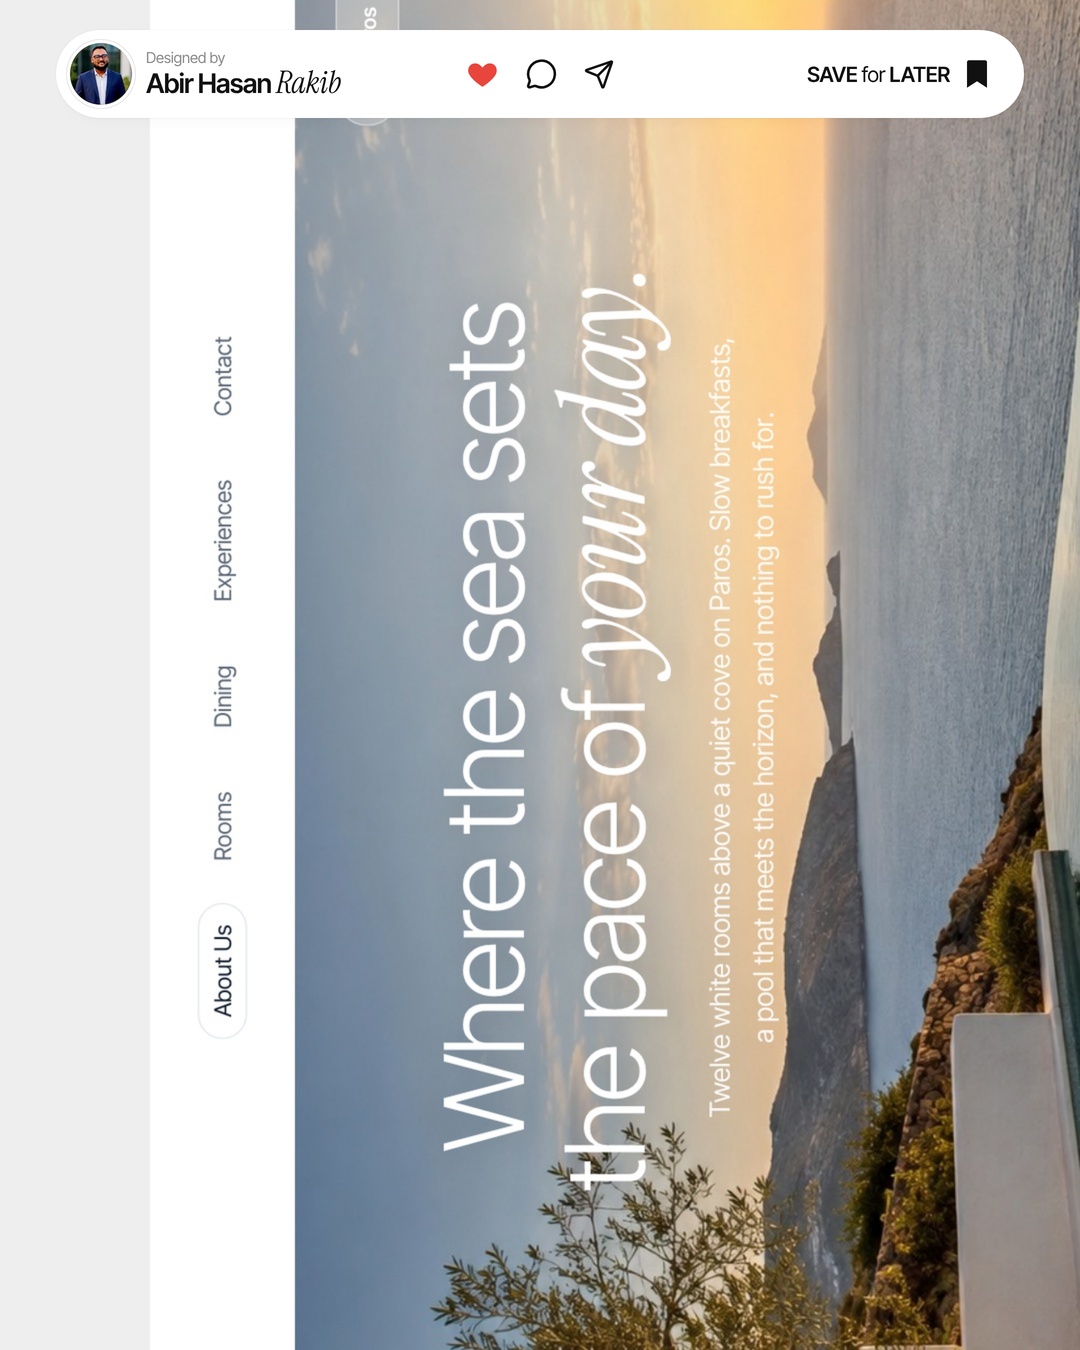 Designed by
Abir Hasan Rakib
SAVE for LATER
About Us
Rooms
Dining
Experiences
Contact
Where the sea sets
the pace of your day.
Twelve white rooms above a quiet cove on Paros. Slow breakfasts,
a pool that meets the horizon, and nothing to rush for.